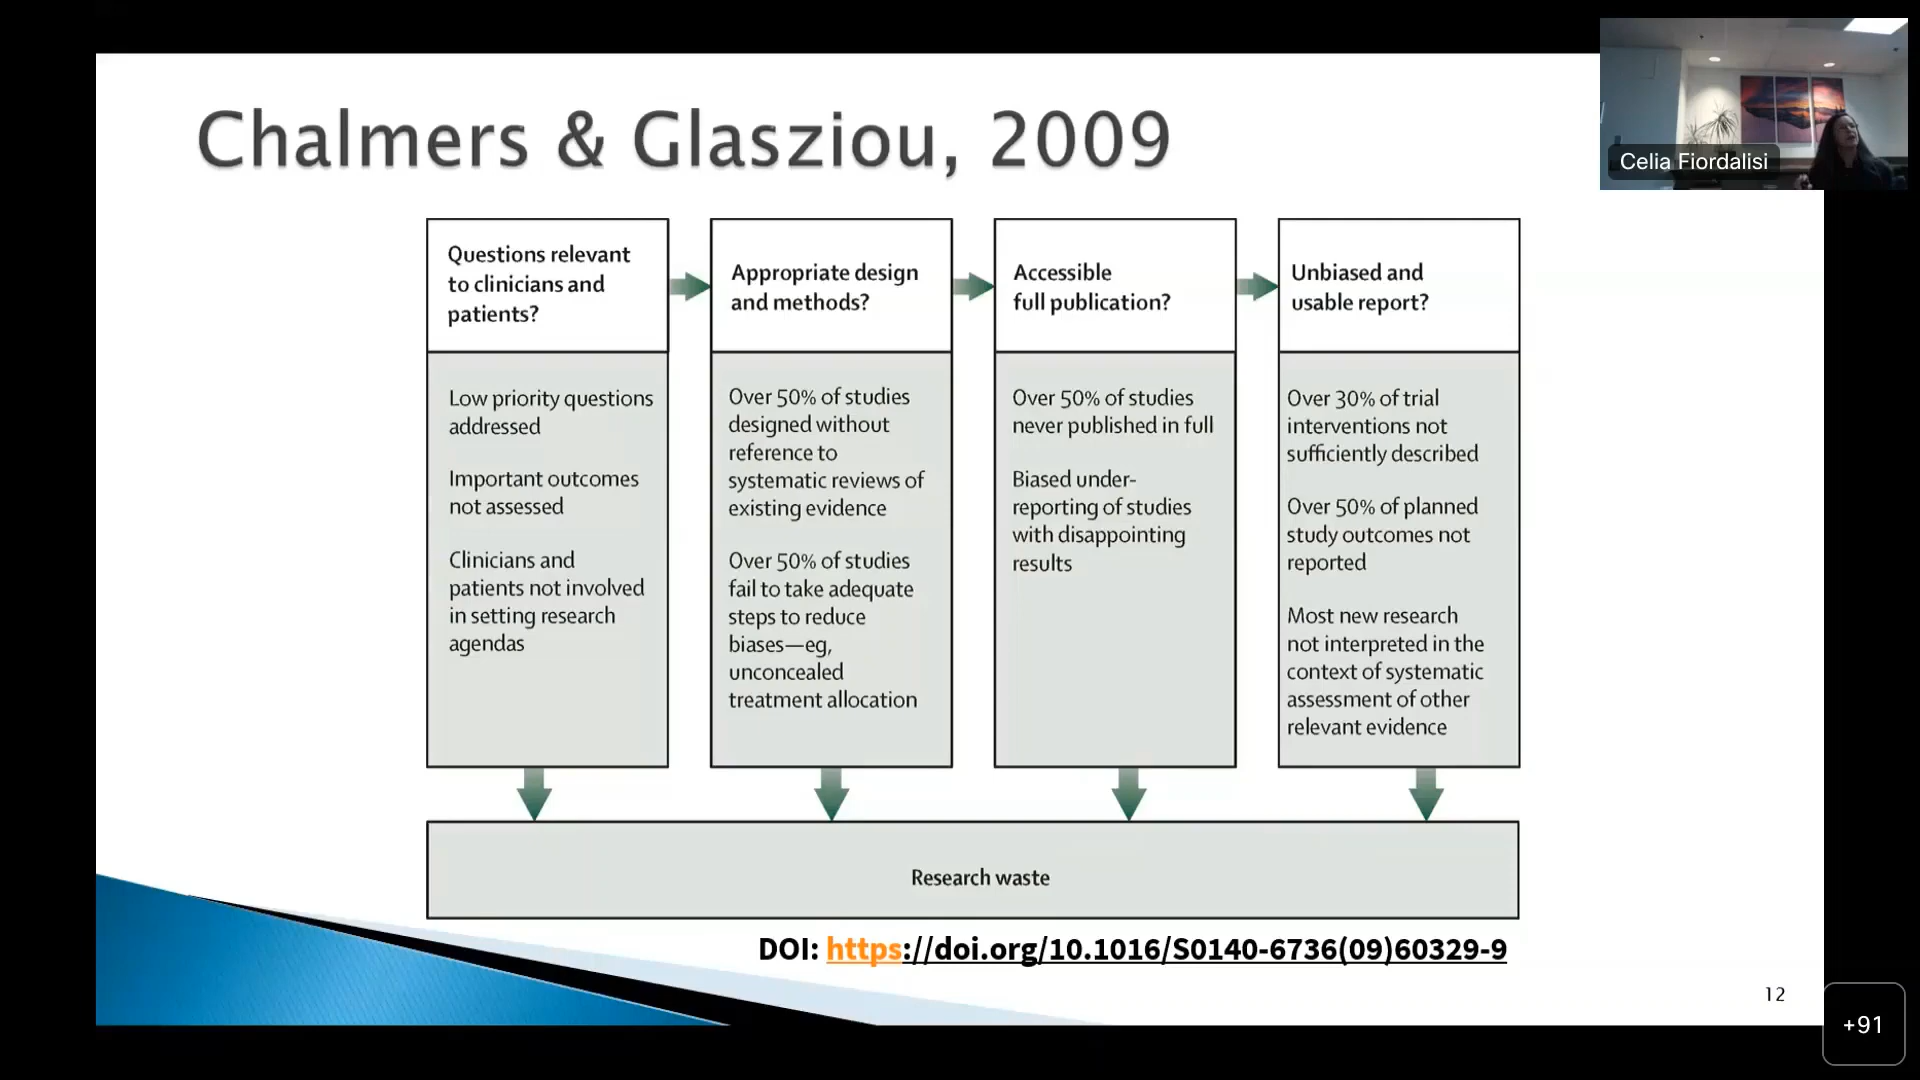 Chalmers & Glasziou, 2009
Celia Fiordalisi
Questions relevant
to clinicians and
patients?
Appropriate design
and methods?
Accessible
full publication?
Unbiased and
usable report?
Low priority questions
addressed
Important outcomes
not assessed
Clinicians and
patients not involved
in setting research
agendas
Over 50% of studies
designed without
reference to
systematic reviews of
existing evidence
Over 50% of studies
fail to take adequate
steps to reduce
biases—eg,
unconcealed
treatment allocation
Over 50% of studies
never published in full
Biased under-
reporting of studies
with disappointing
results
Over 30% of trial
interventions not
sufficiently described
Over 50% of planned
study outcomes not
reported
Most new research
not interpreted in the
context of systematic
assessment of other
relevant evidence
Research waste
DOI: https://doi.org/10.1016/S0140-6736(09)60329-9
12
+91